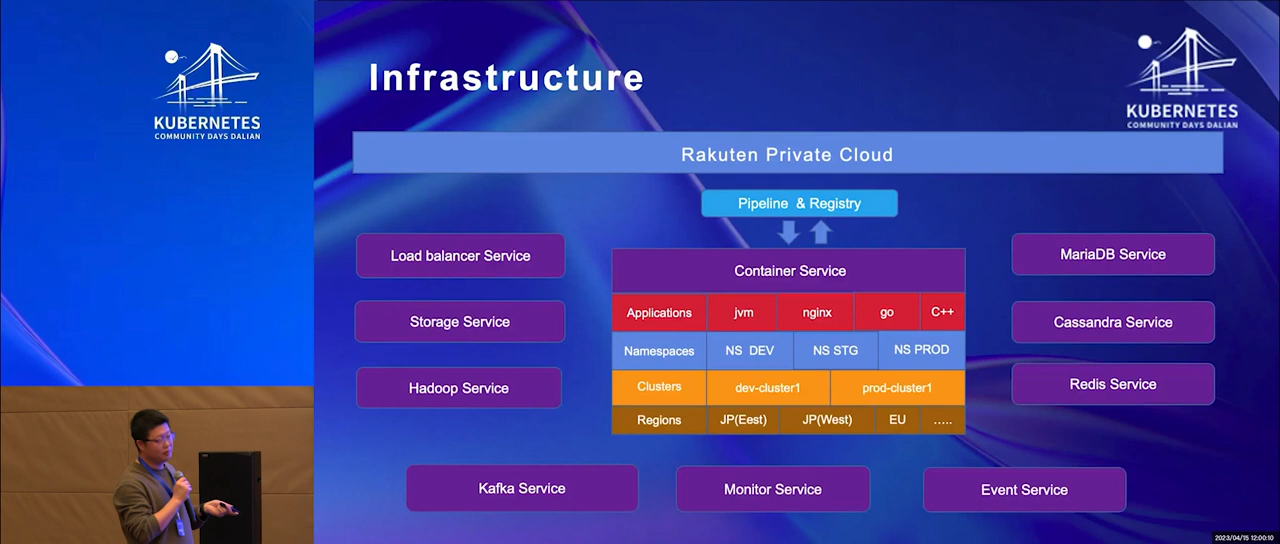 KUBERNETES
COMMUNITY DAYS DALIAN
Infrastructure
KUBERNETES
COMMUNITY DAYS DALIAN
Rakuten Private Cloud
Pipeline & Registry
Load balancer Service
Storage Service
Hadoop Service
Container Service
Applications jvm nginx go C++
Namespaces NS DEV NS STG NS PROD
Clusters dev-cluster1 prod-cluster1
Regions JP(Eest) JP(West) EU .....
MariaDB Service
Cassandra Service
Redis Service
Kafka Service
Monitor Service
Event Service
2023/04/15 12:00:10